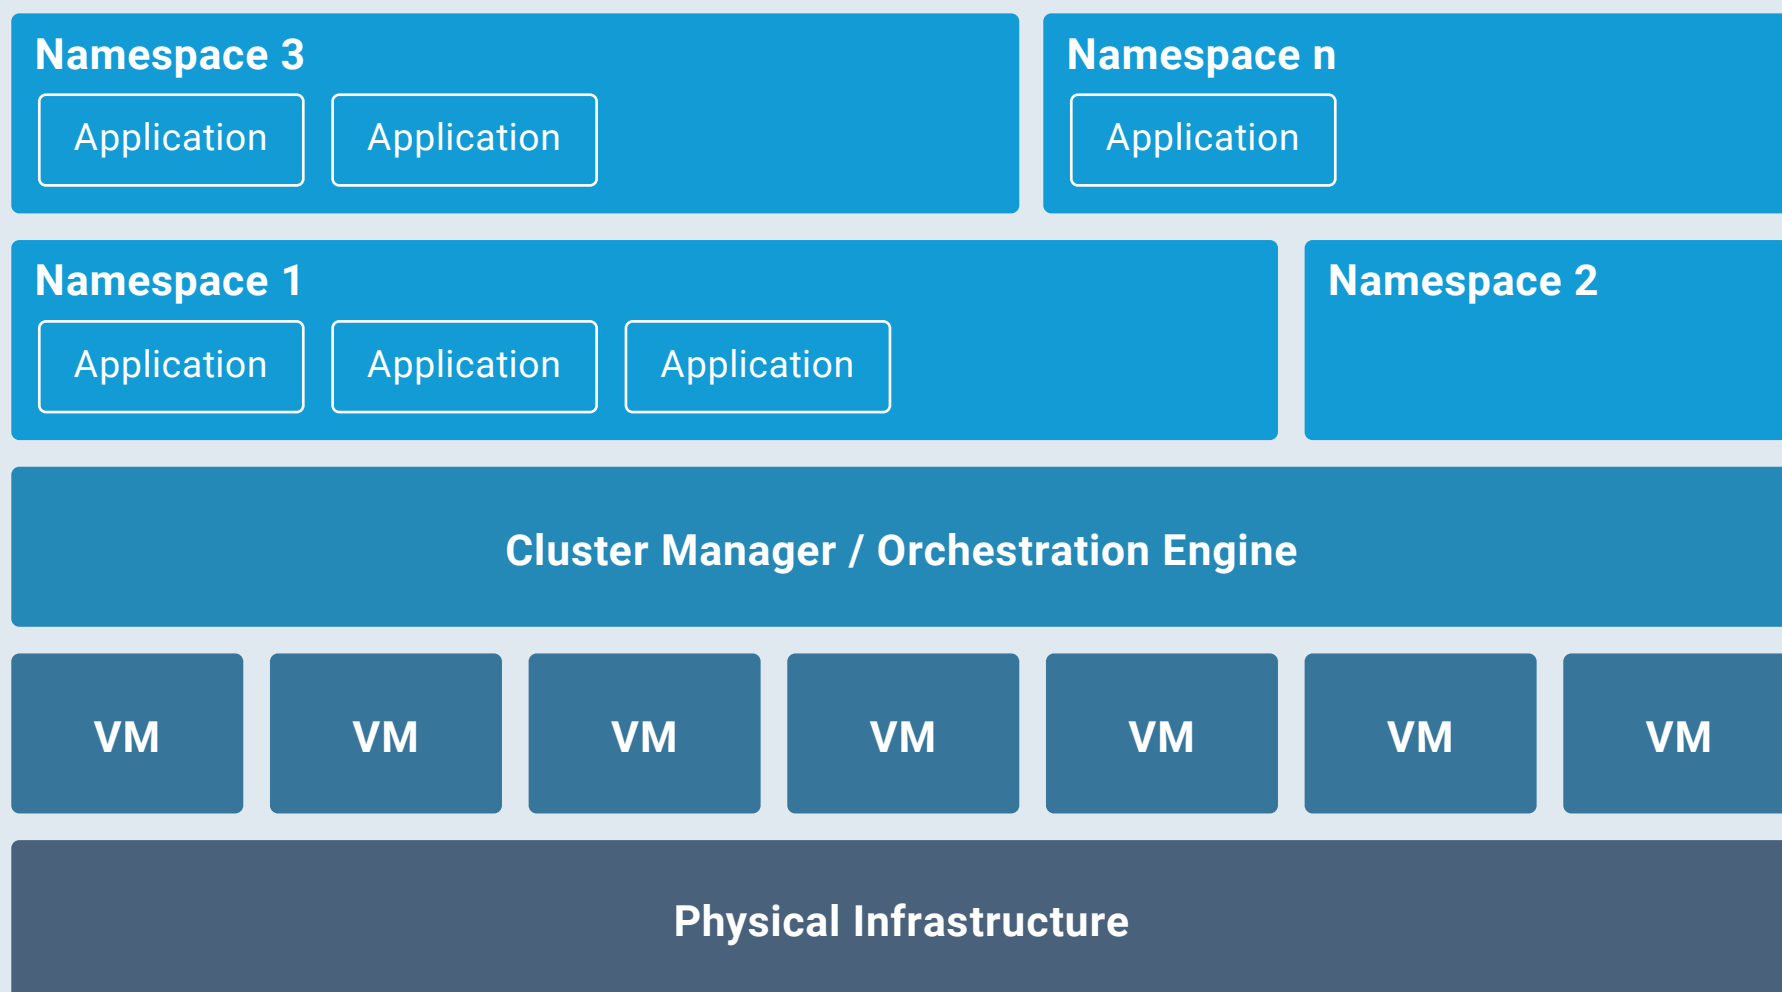 Namespace 3
Application Application
Namespace n
Application
Namespace 1
Application Application Application
Namespace 2
Cluster Manager / Orchestration Engine
VM VM VM VM VM VM VM
Physical Infrastructure